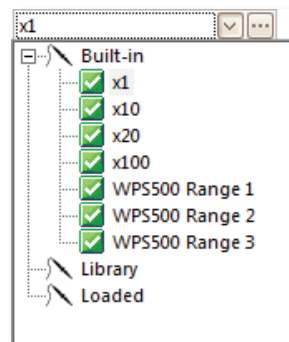 x1
Built-in
x1
x10
x20
x100
WPS500 Range 1
WPS500 Range 2
WPS500 Range 3
Library
Loaded